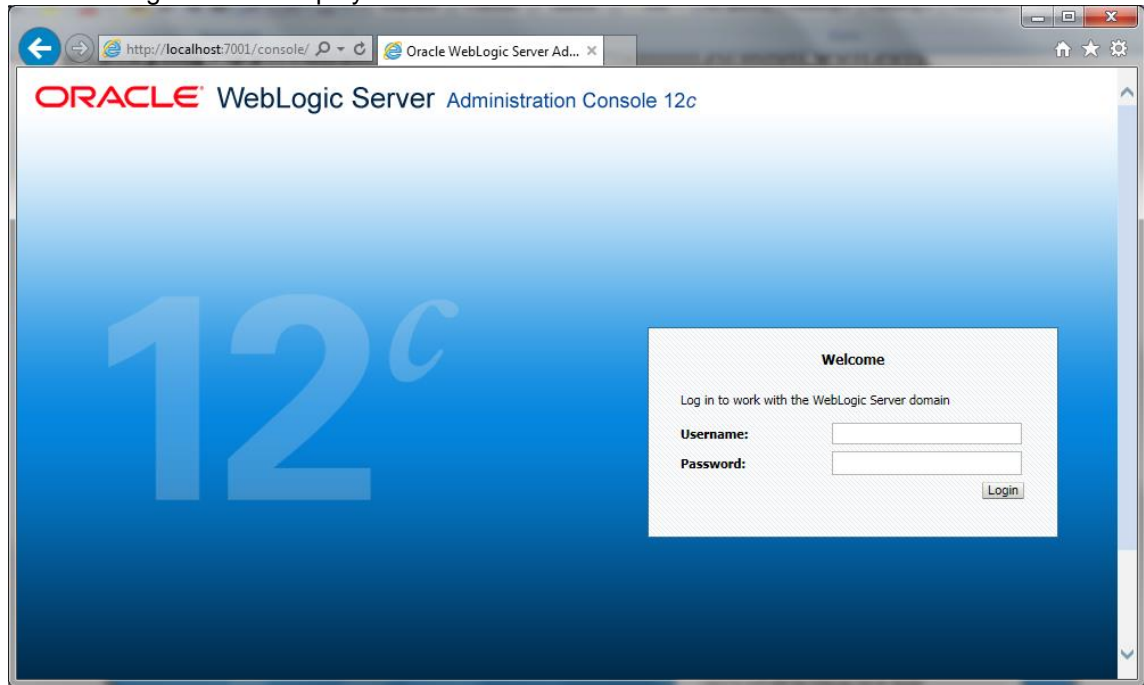 http://localhost:7001/console/ Oracle WebLogic Server Ad...
ORACLE WebLogic Server Administration Console 12c
12c
Welcome
Log in to work with the WebLogic Server domain
Username:
Password:
Login